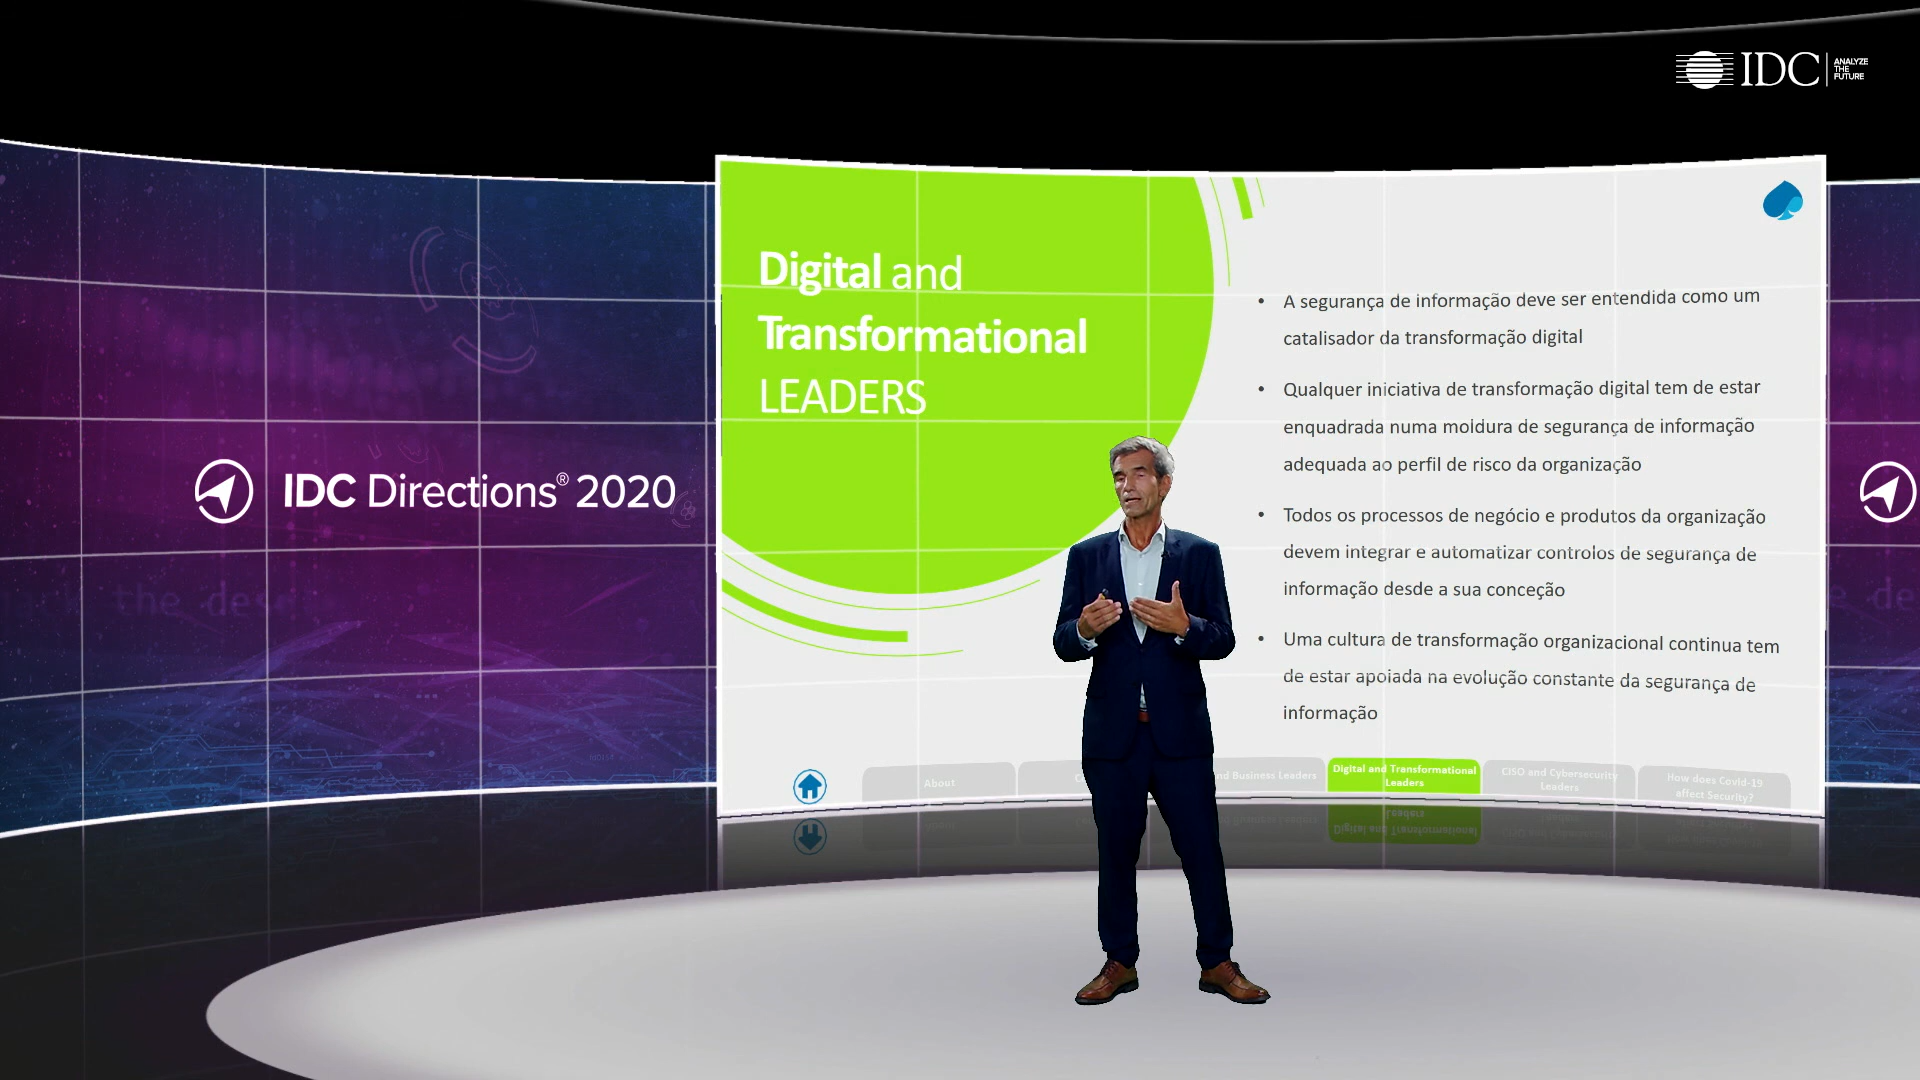 IDC
ANALYZE
THE
FUTURE
IDC Directions® 2020
Digital and
Transformational
LEADERS
• A segurança de informação deve ser entendida como um
catalisador da transformação digital
• Qualquer iniciativa de transformação digital tem de estar
enquadrada numa moldura de segurança de informação
adequada ao perfil de risco da organização
• Todos os processos de negócio e produtos da organização
devem integrar e automatizar controlos de segurança de
informação desde a sua conceção
• Uma cultura de transformação organizacional continua tem
de estar apoiada na evolução constante da segurança de
informação
About
Business Leaders
Digital and Transformational
Leaders
CISO and Cybersecurity
Leaders
How does Covid-19
affect Security?